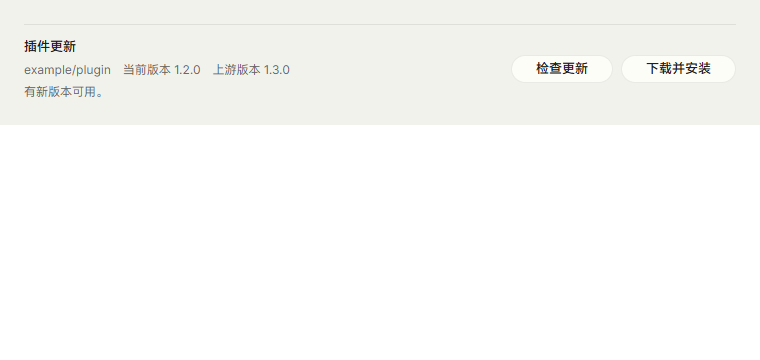 插件更新
example/plugin 当前版本 1.2.0 上游版本 1.3.0
有新版本可用。
检查更新
下载并安装